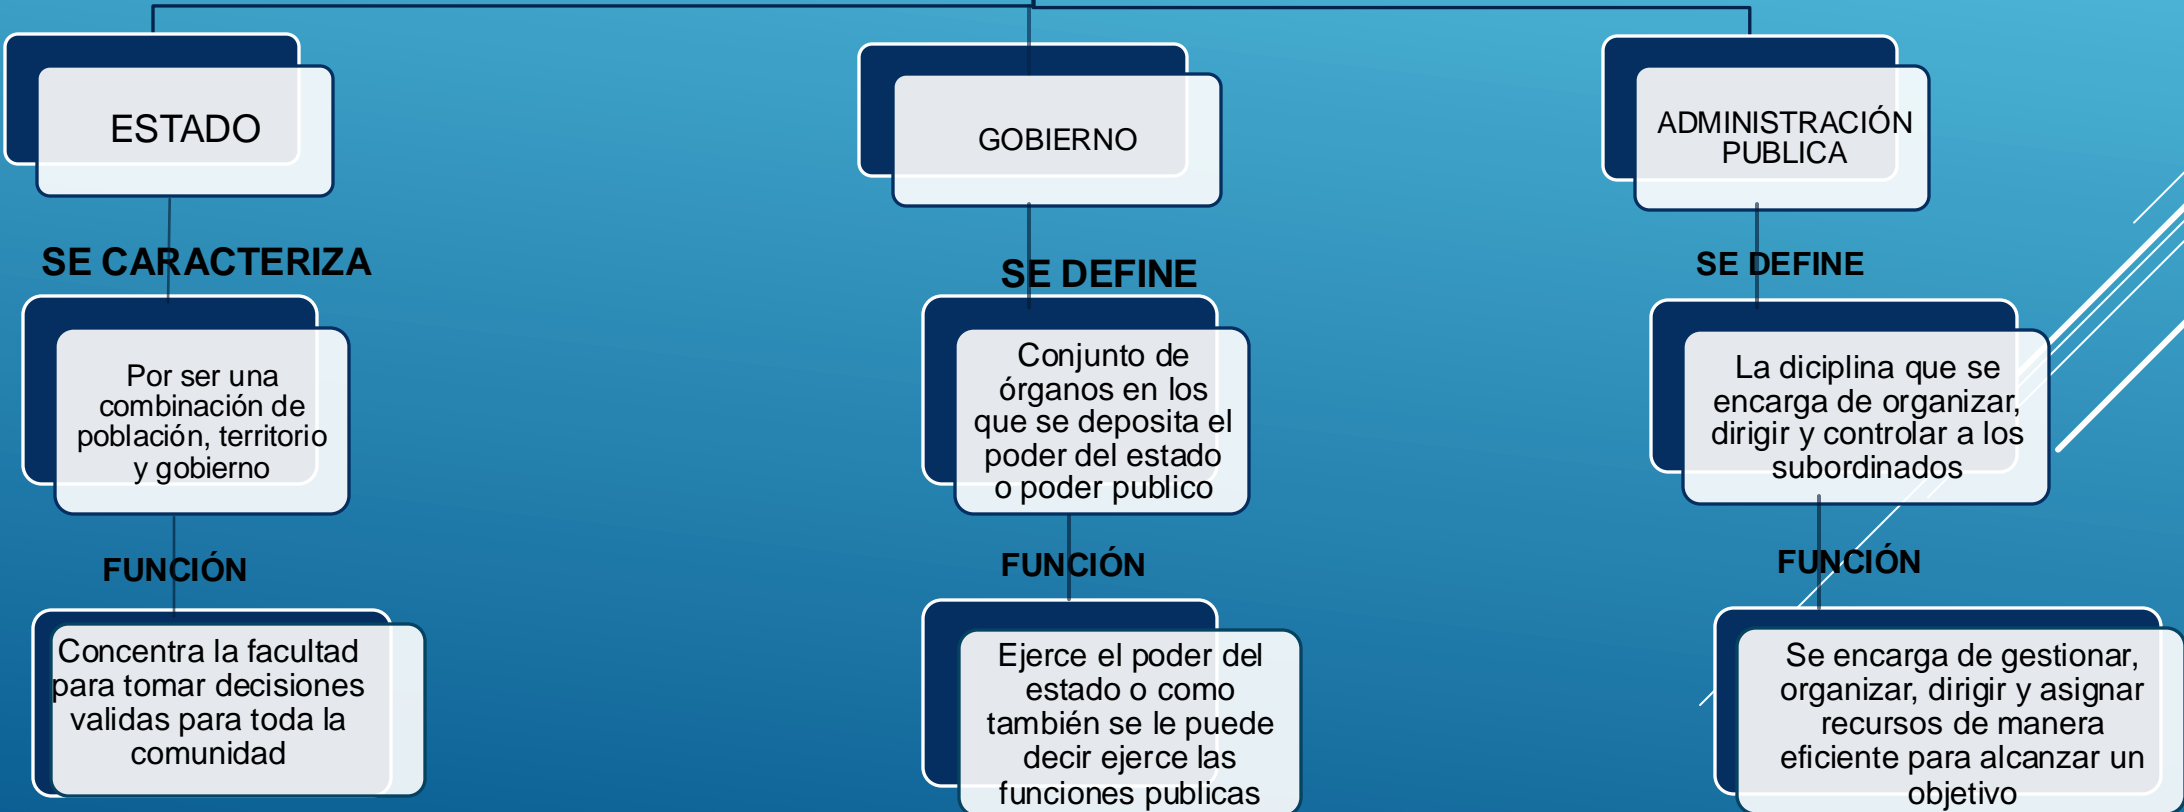 ESTADO
SE CARACTERIZA
Por ser una
combinación de
población, territorio
y gobierno
FUNCIÓN
Concentra la facultad
para tomar decisiones
validas para toda la
comunidad
GOBIERNO
SE DEFINE
Conjunto de
órganos en los
que se deposita el
poder del estado
o poder publico
FUNCIÓN
Ejerce el poder del
estado o como
también se le puede
decir ejerce las
funciones publicas
ADMINISTRACIÓN
PUBLICA
SE DEFINE
La diciplina que se
encarga de organizar,
dirigir y controlar a los
subordinados
FUNCIÓN
Se encarga de gestionar,
organizar, dirigir y asignar
recursos de manera
eficiente para alcanzar un
objetivo